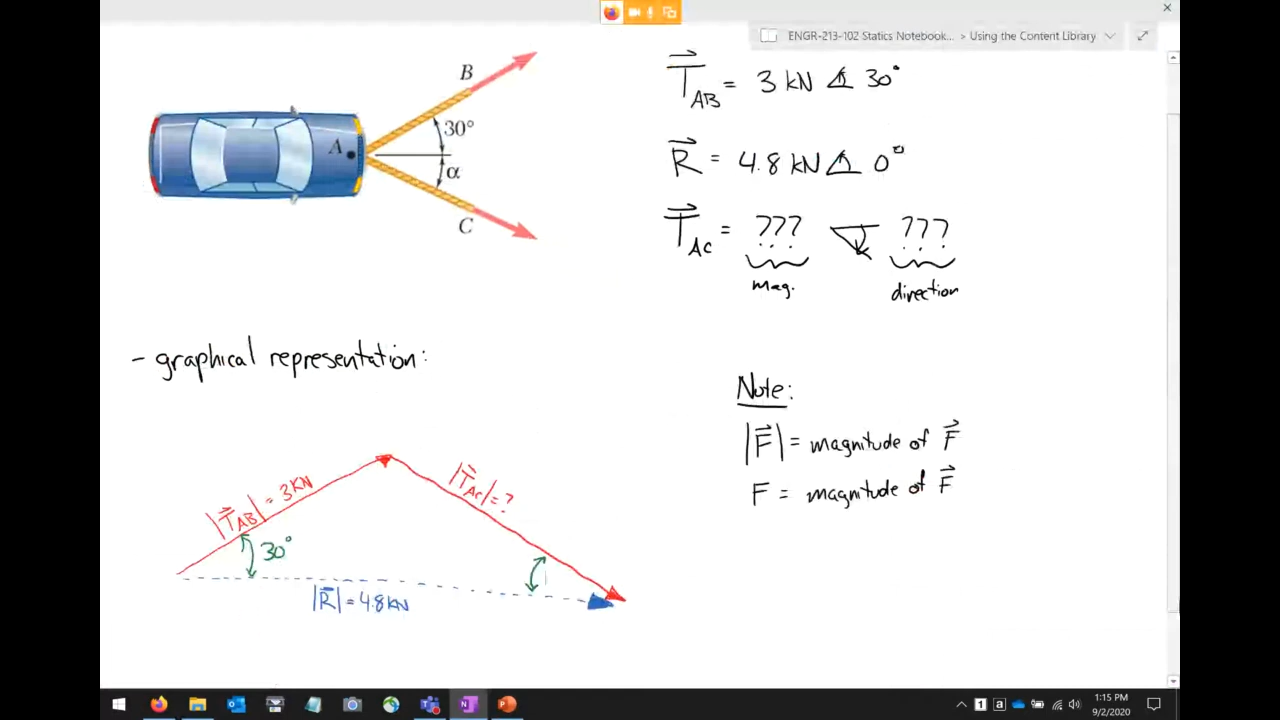 ENGR-213-102 Statics Notebook... > Using the Content Library
B
30°
A
α
C
T_AB = 3 kN ∡ 30°
R = 4.8 kN ∡ 0°
T_AC = ??? ???
mag. direction
- graphical representation:
Note:
|F| = magnitude of F
F = magnitude of F
|T_AB| = 3KN
|T_AC| = ?
30°
|R| = 4.8 kN
1:15 PM
9/2/2020